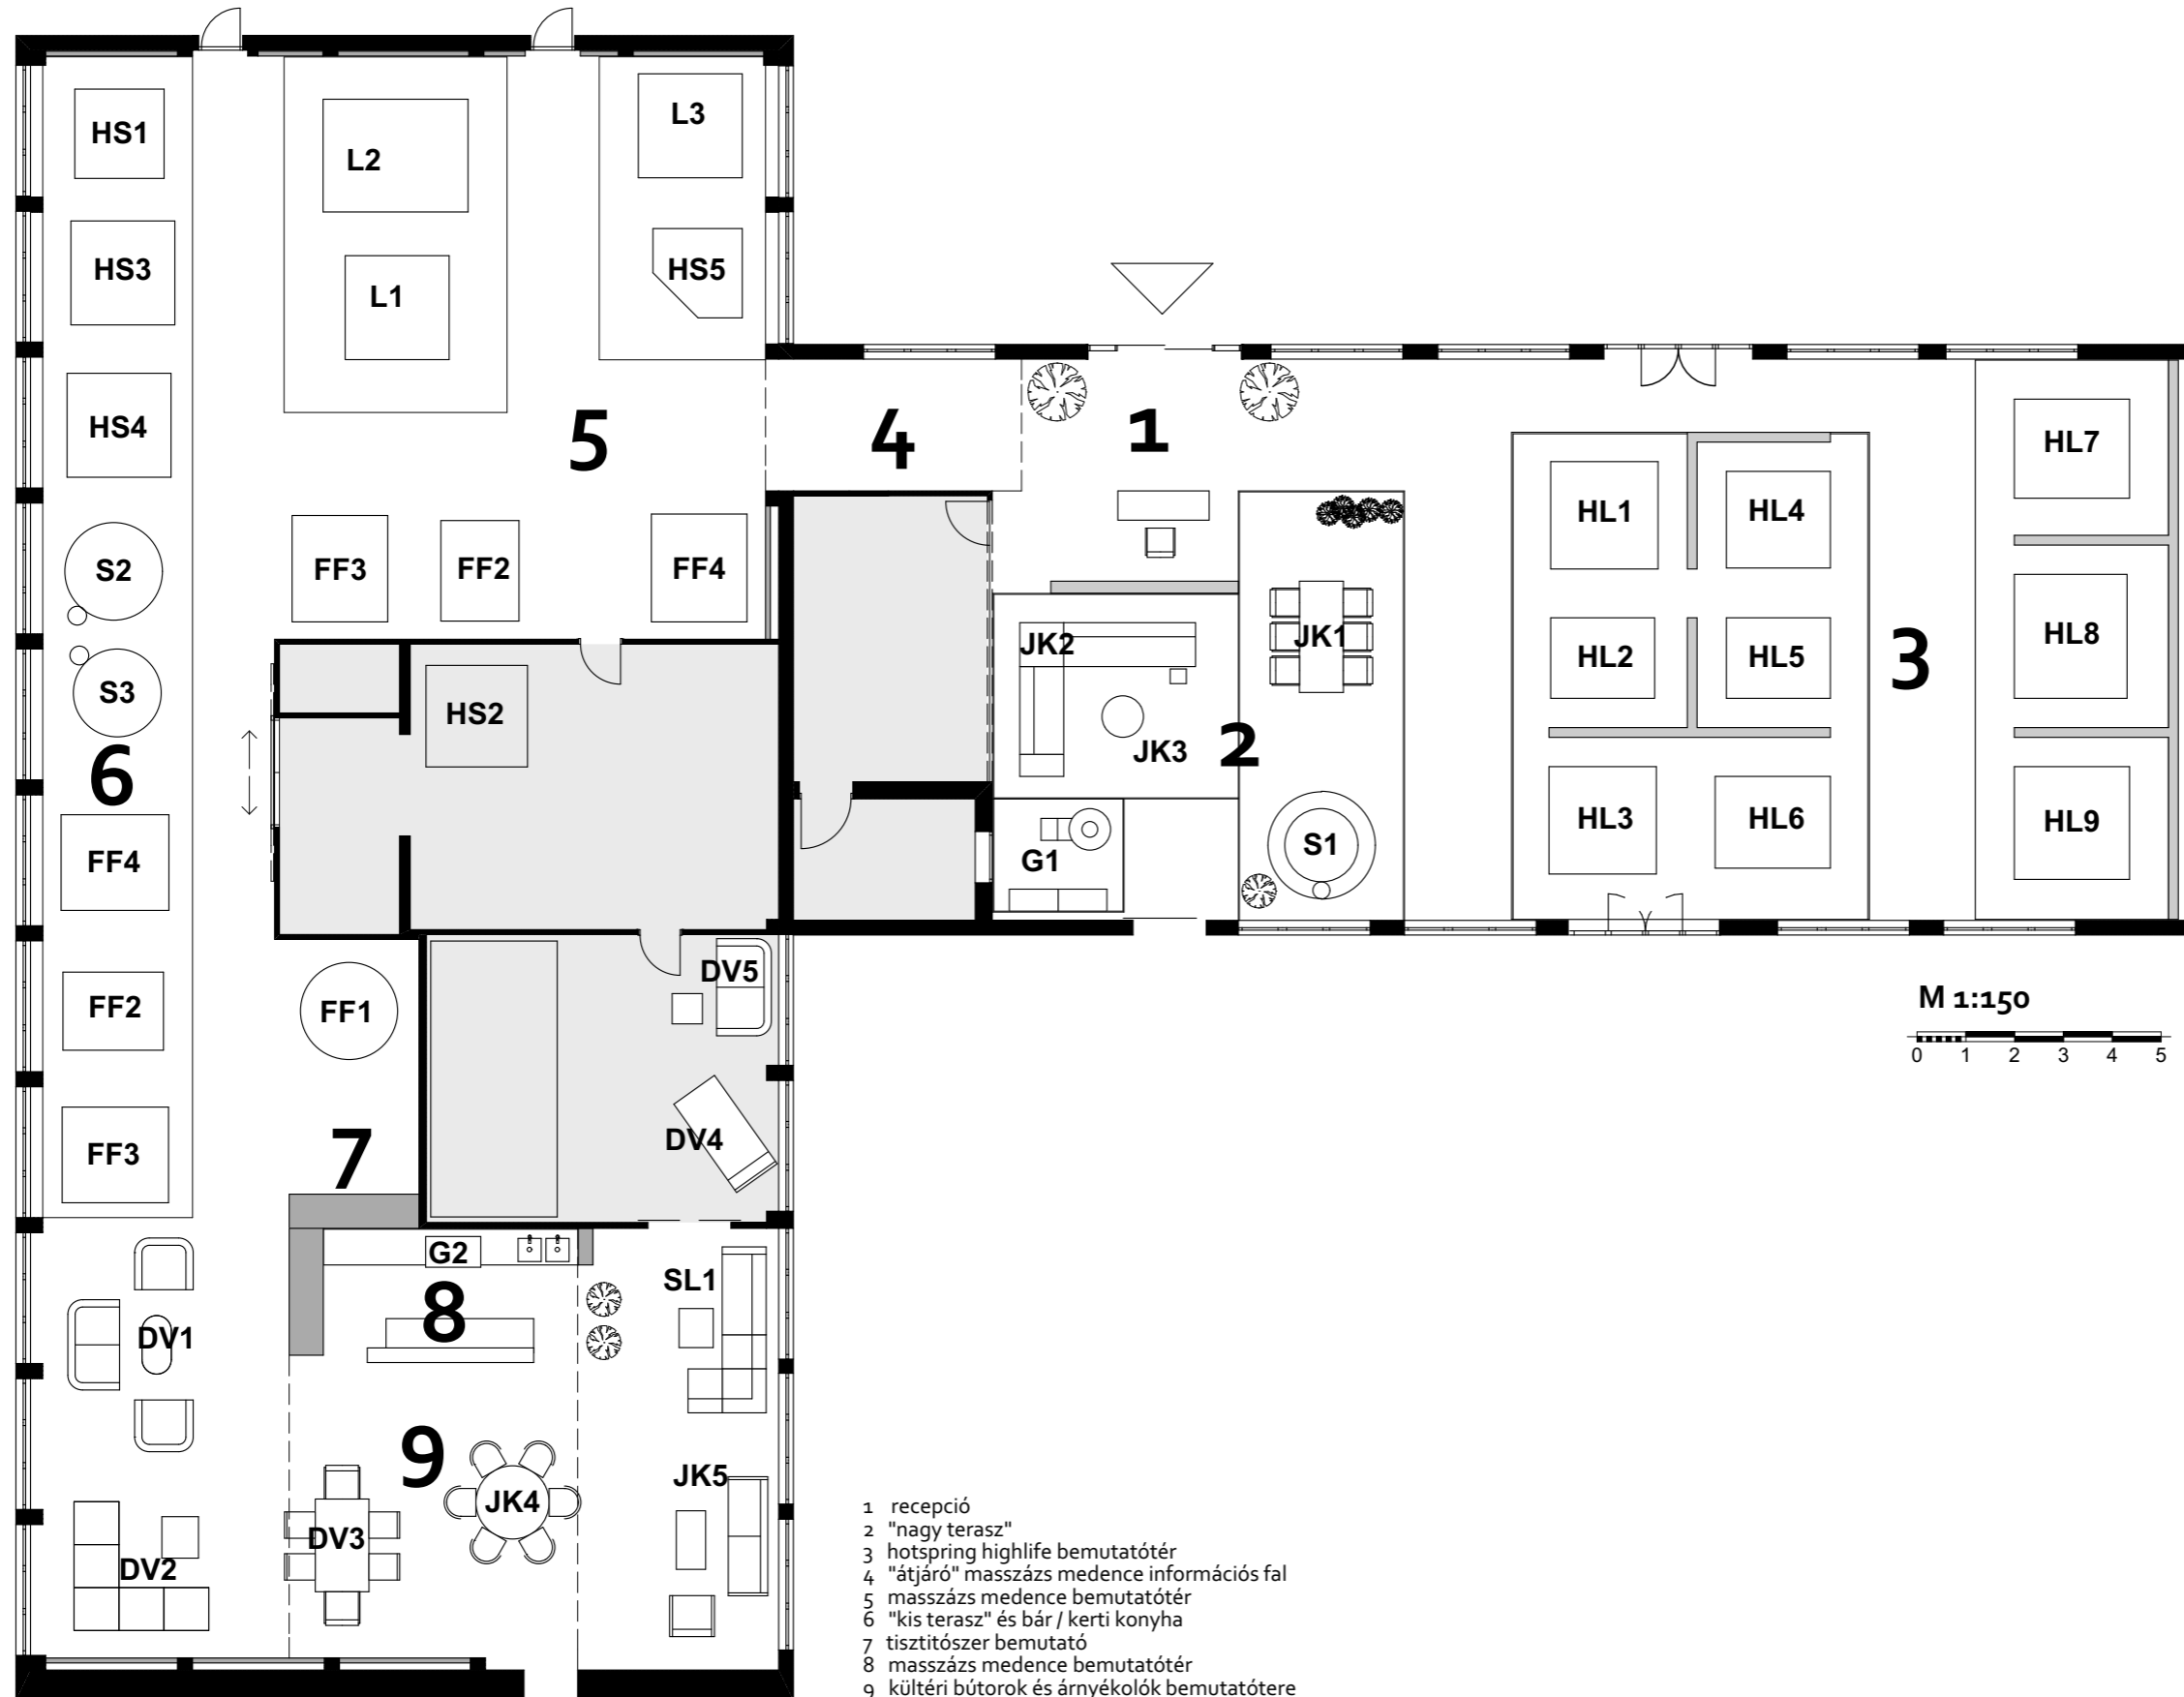 HS1
L2
L3
HS3
L1
HS5
HS4
5
4
1
HL7
S2
FF3
FF2
FF4
HL1
HL4
S3
HS2
JK2
JK1
HL2
HL5
3
HL8
6
JK3
2
FF4
G1
S1
HL3
HL6
HL9
FF2
FF1
DV5
M 1:150
0 1 2 3 4 5
FF3
7
DV4
G2
SL1
8
DV1
9
JK5
JK4
DV3
DV2
1 recepció
2 "nagy terasz"
3 hotspring highlife bemutatótér
4 "átjáró" masszázs medence információs fal
5 masszázs medence bemutatótér
6 "kis terasz" és bár / kerti konyha
7 tisztitószer bemutató
8 masszázs medence bemutatótér
9 kültéri bútorok és árnyékolók bemutatótere